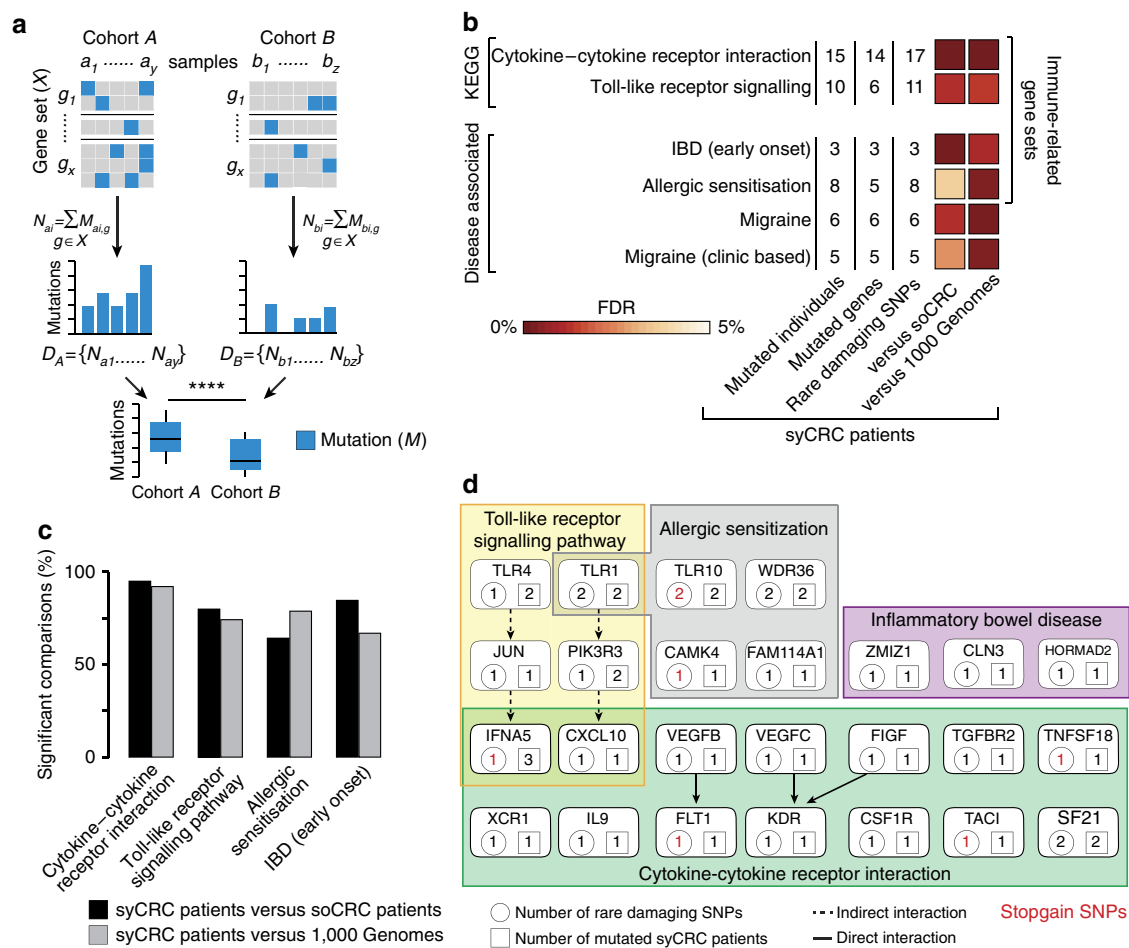 a
Cohort A
Cohort B
a1 ...... ay
samples
b1 ...... bz
Gene set (X)
g1
......
gx
g1
......
gx
Nai=∑Mai,g
g∈X
Nbi=∑Mbi,g
g∈X
Mutations
Mutations
DA={Na1...... Nay}
DB={Nb1...... Nbz}
****
Mutations
Cohort A
Cohort B
Mutation (M)
b
KEGG
Cytokine–cytokine receptor interaction 15 14 17
Toll-like receptor signalling 10 6 11
Disease associated
IBD (early onset) 3 3 3
Allergic sensitisation 8 5 8
Migraine 6 6 6
Migraine (clinic based) 5 5 5
Immune-related
gene sets
FDR
0% 5%
Mutated individuals
Mutated genes
Rare damaging SNPs
versus soCRC
versus 1000 Genomes
syCRC patients
c
Significant comparisons (%)
100
50
0
Cytokine–cytokine
receptor interaction
Toll-like receptor
signalling pathway
Allergic
sensitisation
IBD (early onset)
syCRC patients versus soCRC patients
syCRC patients versus 1,000 Genomes
d
Toll-like receptor
signalling pathway
Allergic sensitization
TLR4
1 2
TLR1
2 2
TLR10
2 2
WDR36
2 2
Inflammatory bowel disease
JUN
1 1
PIK3R3
1 2
CAMK4
1 1
FAM114A1
1 1
ZMIZ1
1 1
CLN3
1 1
HORMAD2
1 1
IFNA5
1 3
CXCL10
1 1
VEGFB
1 1
VEGFC
1 1
FIGF
1 1
TGFBR2
1 1
TNFSF18
1 1
XCR1
1 1
IL9
1 1
FLT1
1 1
KDR
1 1
CSF1R
1 1
TACI
1 1
SF21
2 2
Cytokine-cytokine receptor interaction
Number of rare damaging SNPs
Number of mutated syCRC patients
Indirect interaction
Direct interaction
Stopgain SNPs